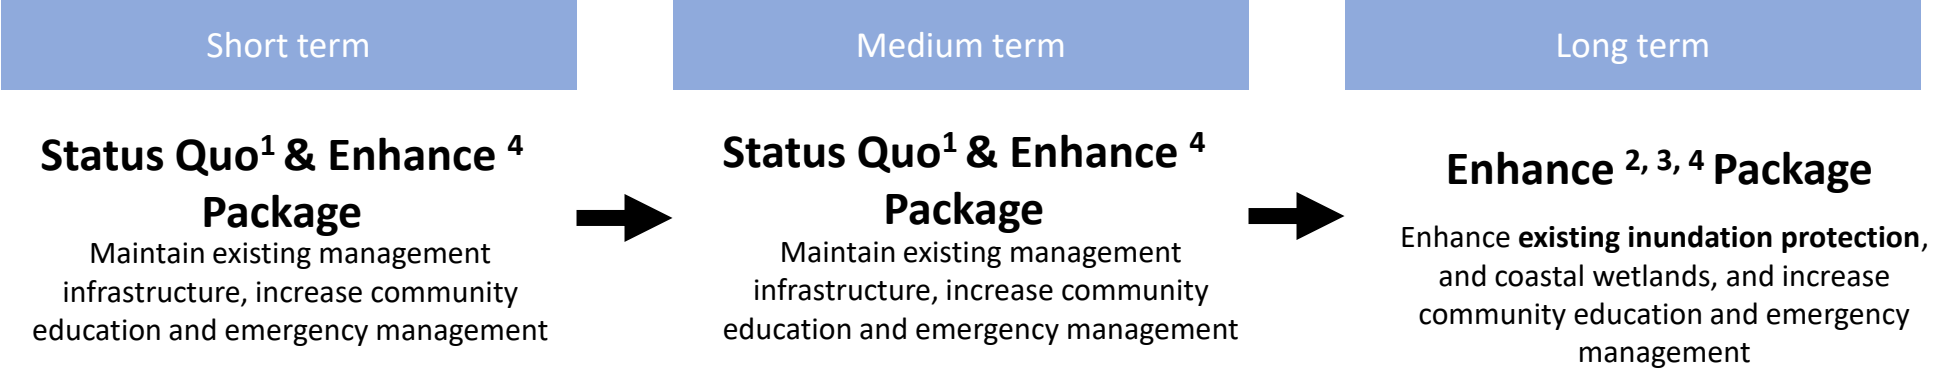 Short term
Status Quo¹ & Enhance ⁴
Package
Maintain existing management
infrastructure, increase community
education and emergency management
Medium term
Status Quo¹ & Enhance ⁴
Package
Maintain existing management
infrastructure, increase community
education and emergency management
Long term
Enhance ²,³,⁴ Package
Enhance existing inundation protection,
and coastal wetlands, and increase
community education and emergency
management